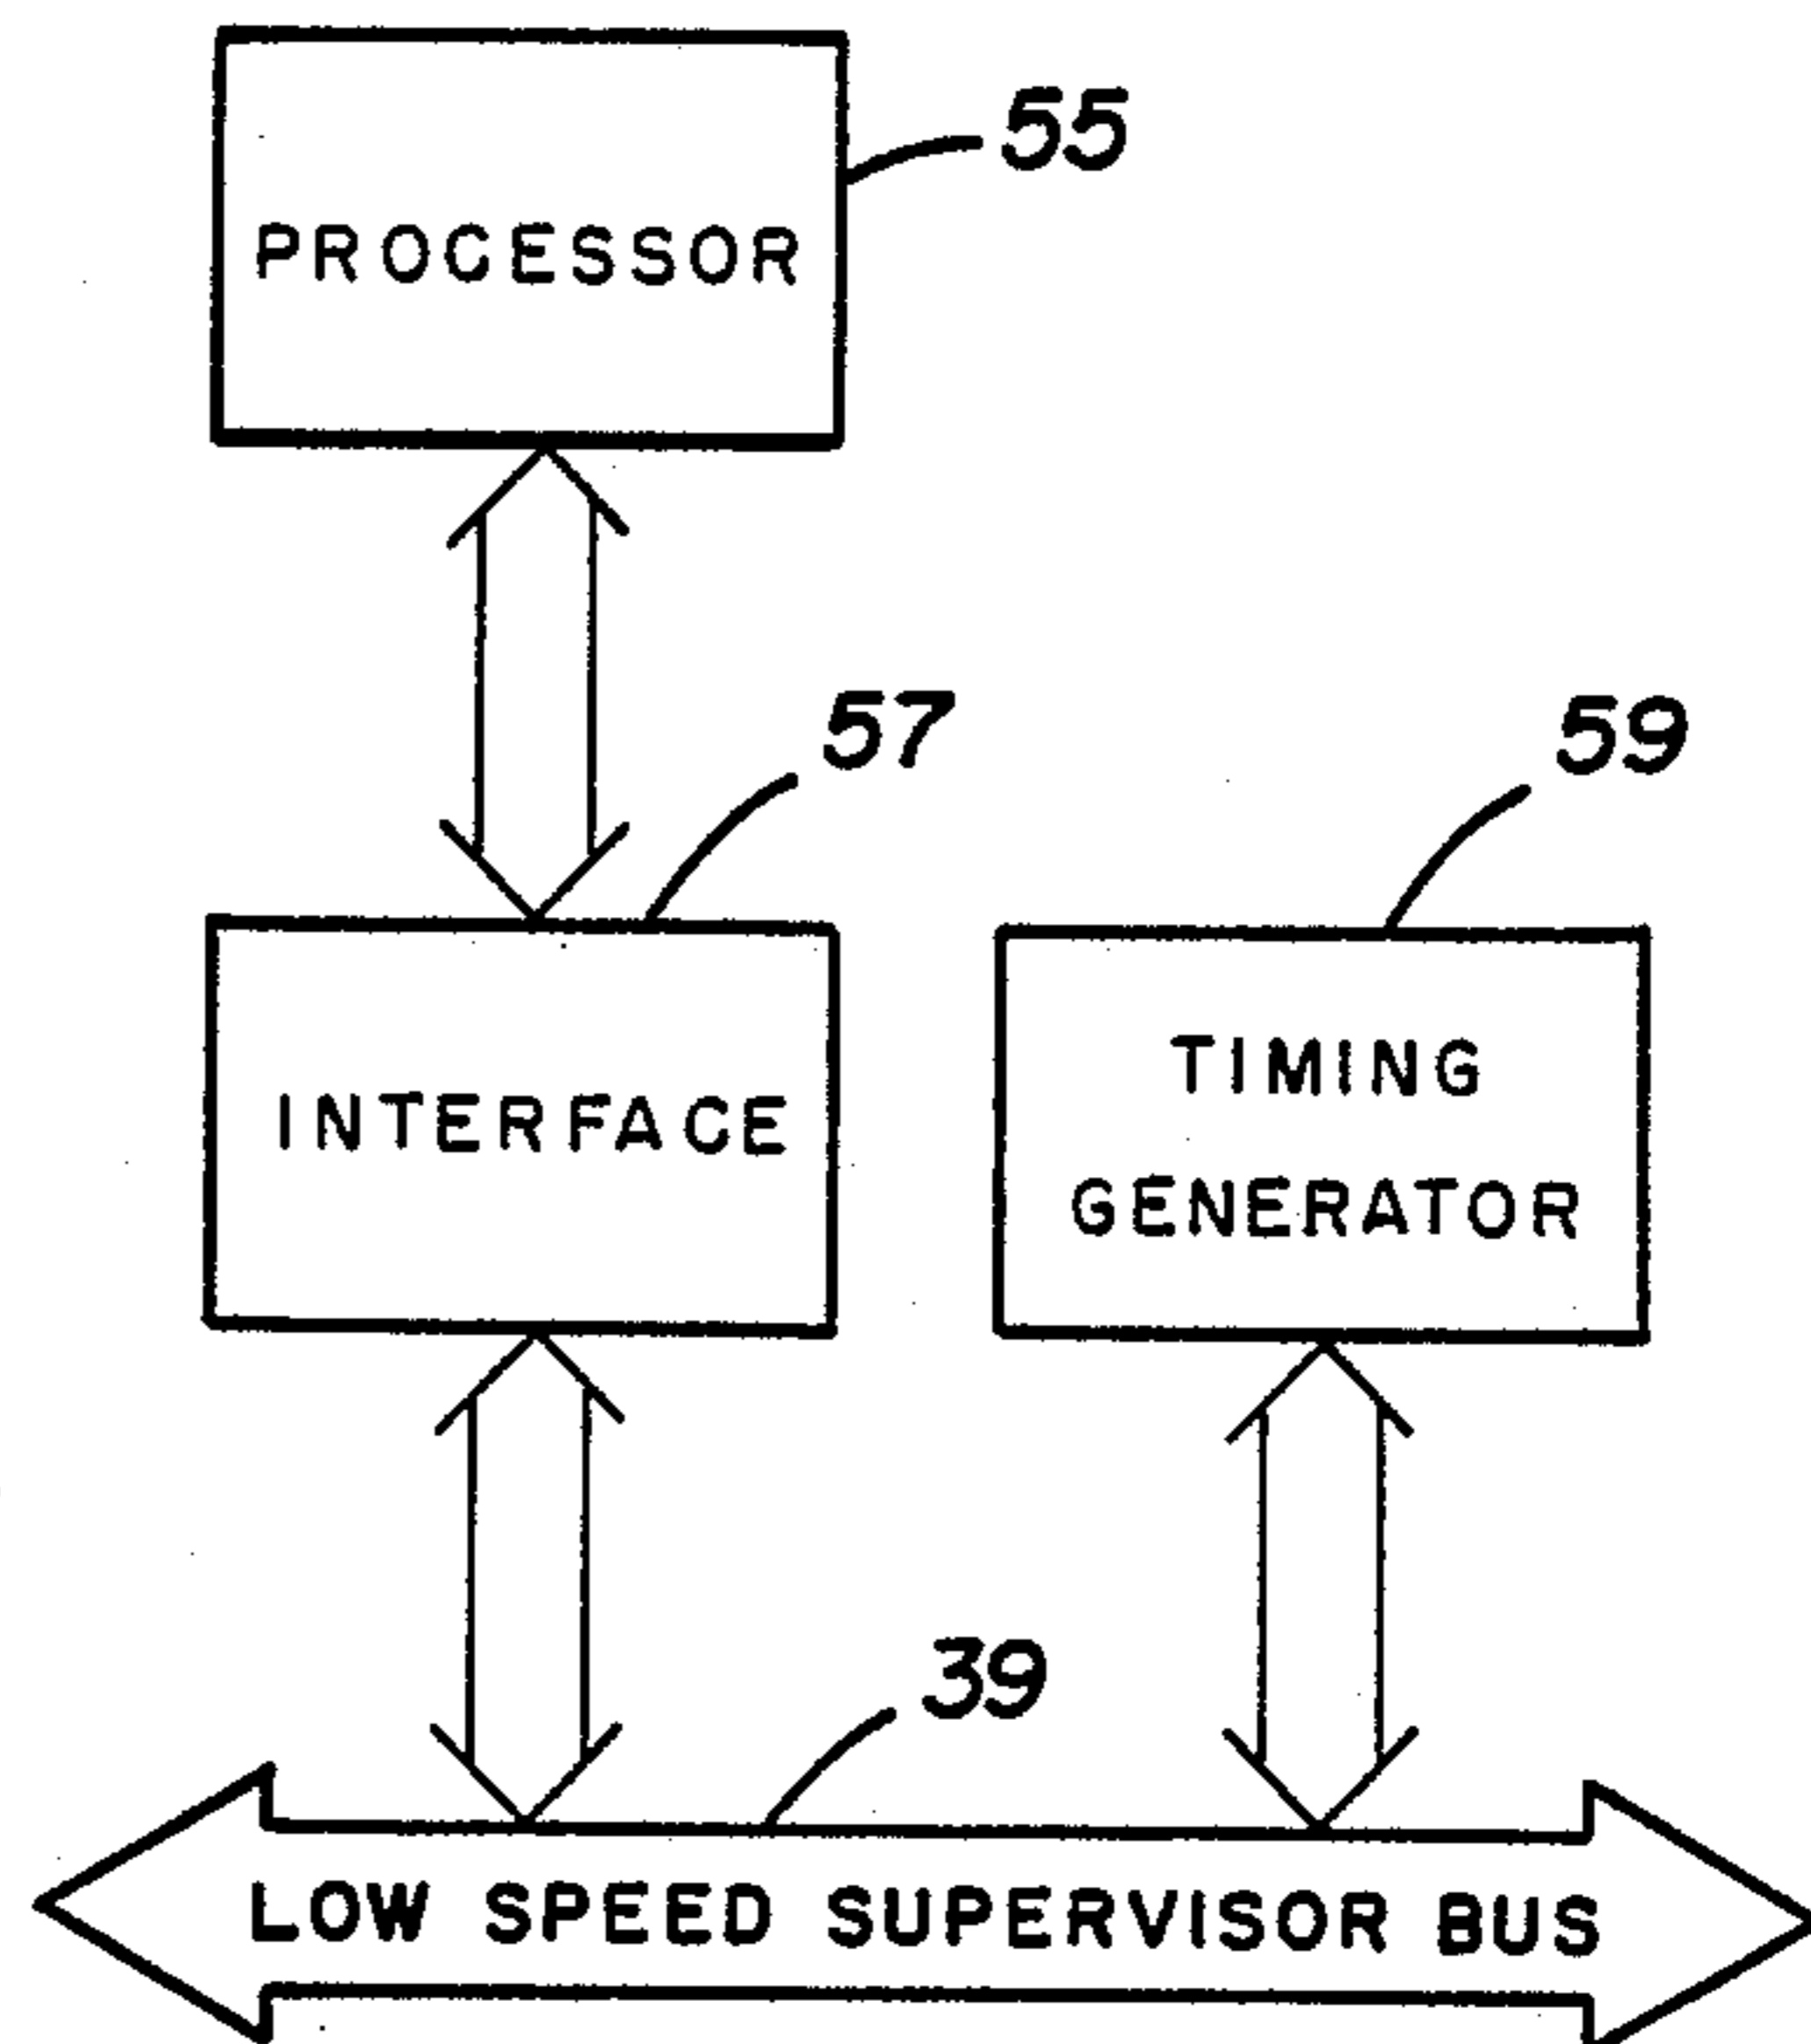 55
PROCESSOR
57
59
INTERFACE
TIMING
GENERATOR
39
LOW SPEED SUPERVISOR BUS